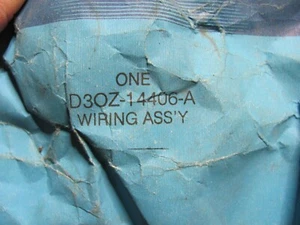 ONE
D3OZ-14406-A
WIRING ASS'Y